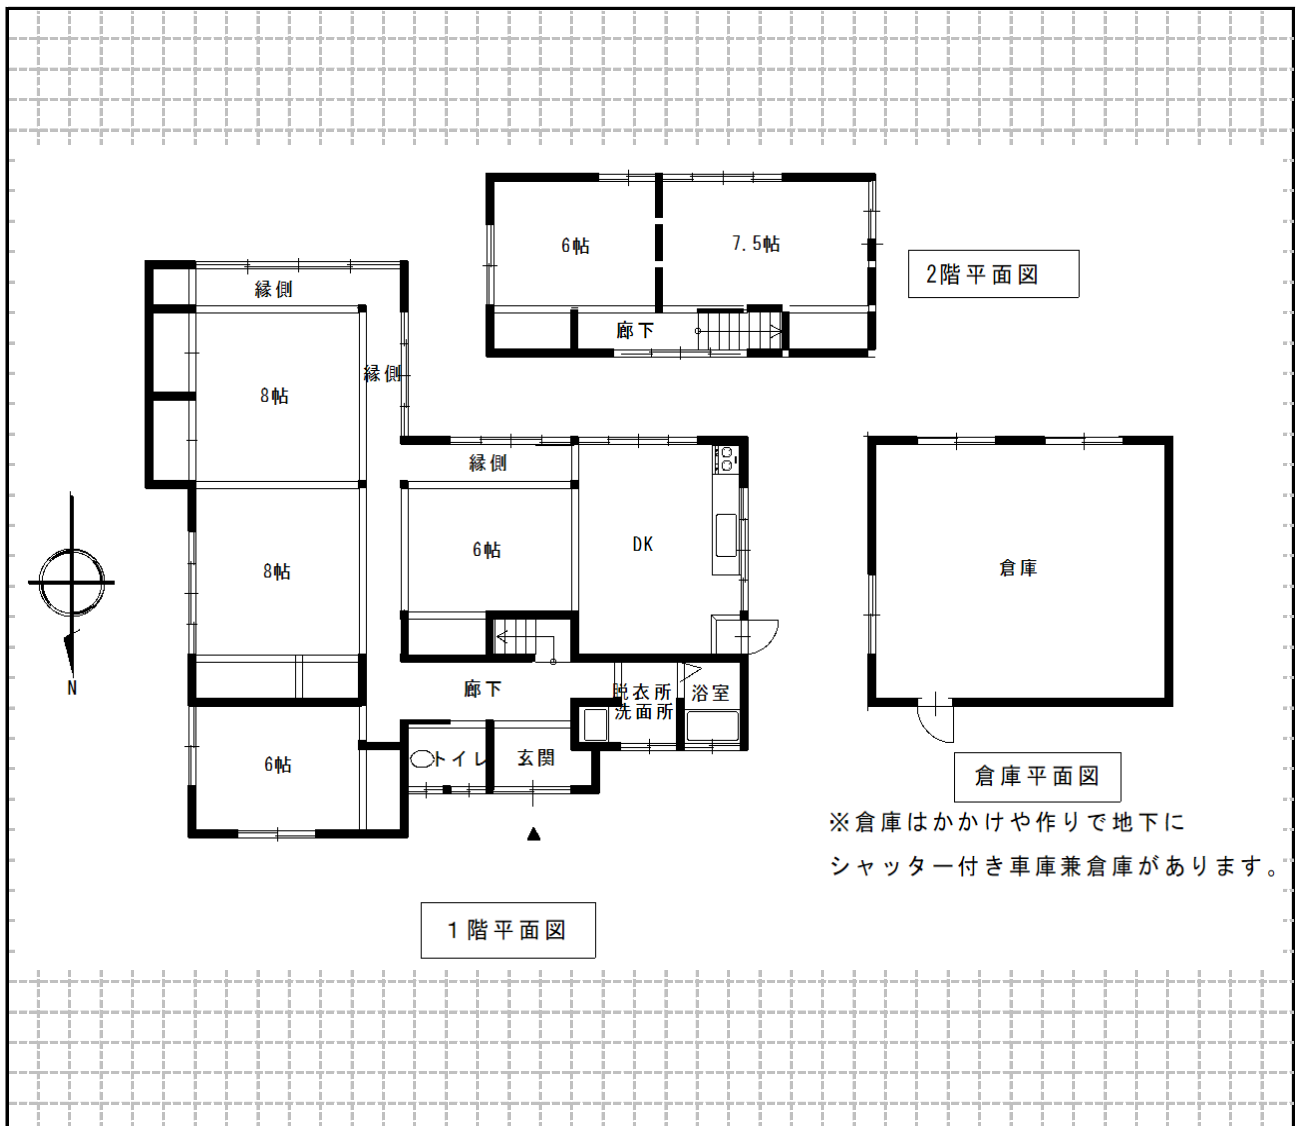 6帖
7.5帖
廊下
2階平面図
縁側
8帖
縁側
縁側
6帖
DK
8帖
廊下
脱衣所
洗面所
浴室
トイレ
玄関
6帖
N
1階平面図
倉庫
倉庫平面図
※倉庫はかかけや作りで地下に
シャッター付き車庫兼倉庫があります。